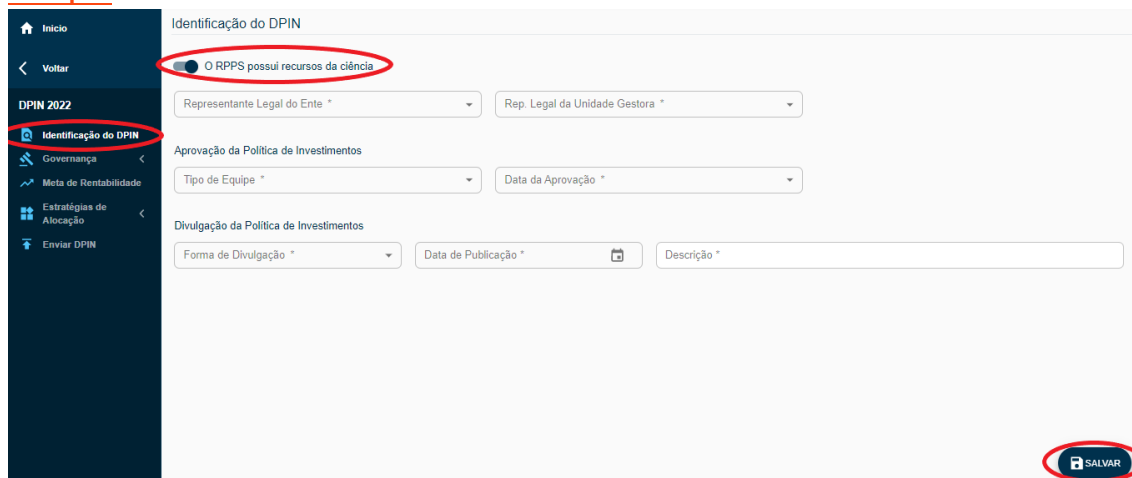 Inicio
Voltar
DPIN 2022
Identificação do DPIN
Governança
Meta de Rentabilidade
Estratégias de
Alocação
Enviar DPIN
Identificação do DPIN
O RPPS possui recursos da ciência
Representante Legal do Ente *
Rep. Legal da Unidade Gestora *
Aprovação da Política de Investimentos
Tipo de Equipe *
Data da Aprovação *
Divulgação da Política de Investimentos
Forma de Divulgação *
Data de Publicação *
Descrição *
SALVAR